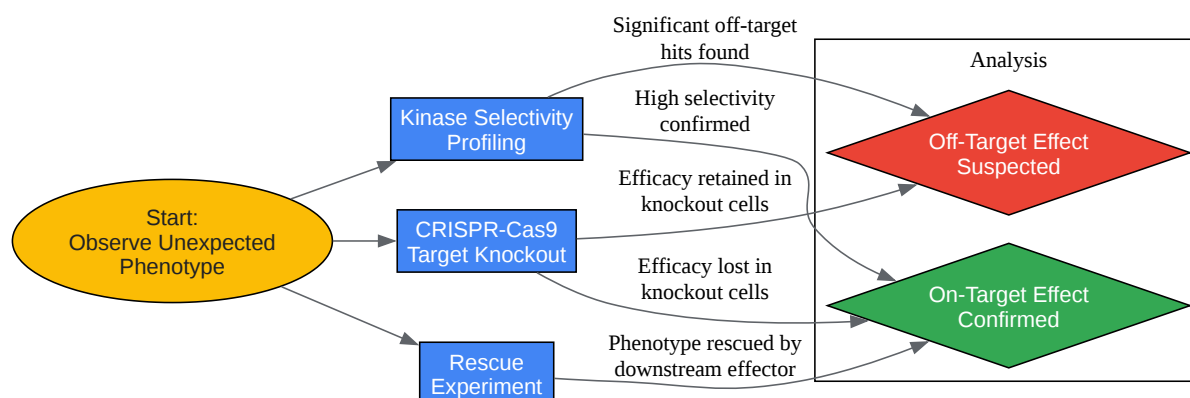 Start:
Observe Unexpected
Phenotype
Kinase Selectivity
Profiling
CRISPR-Cas9
Target Knockout
Rescue
Experiment
Significant off-target
hits found
High selectivity
confirmed
Efficacy retained in
knockout cells
Efficacy lost in
knockout cells
Phenotype rescued by
downstream effector
Analysis
Off-Target Effect
Suspected
On-Target Effect
Confirmed